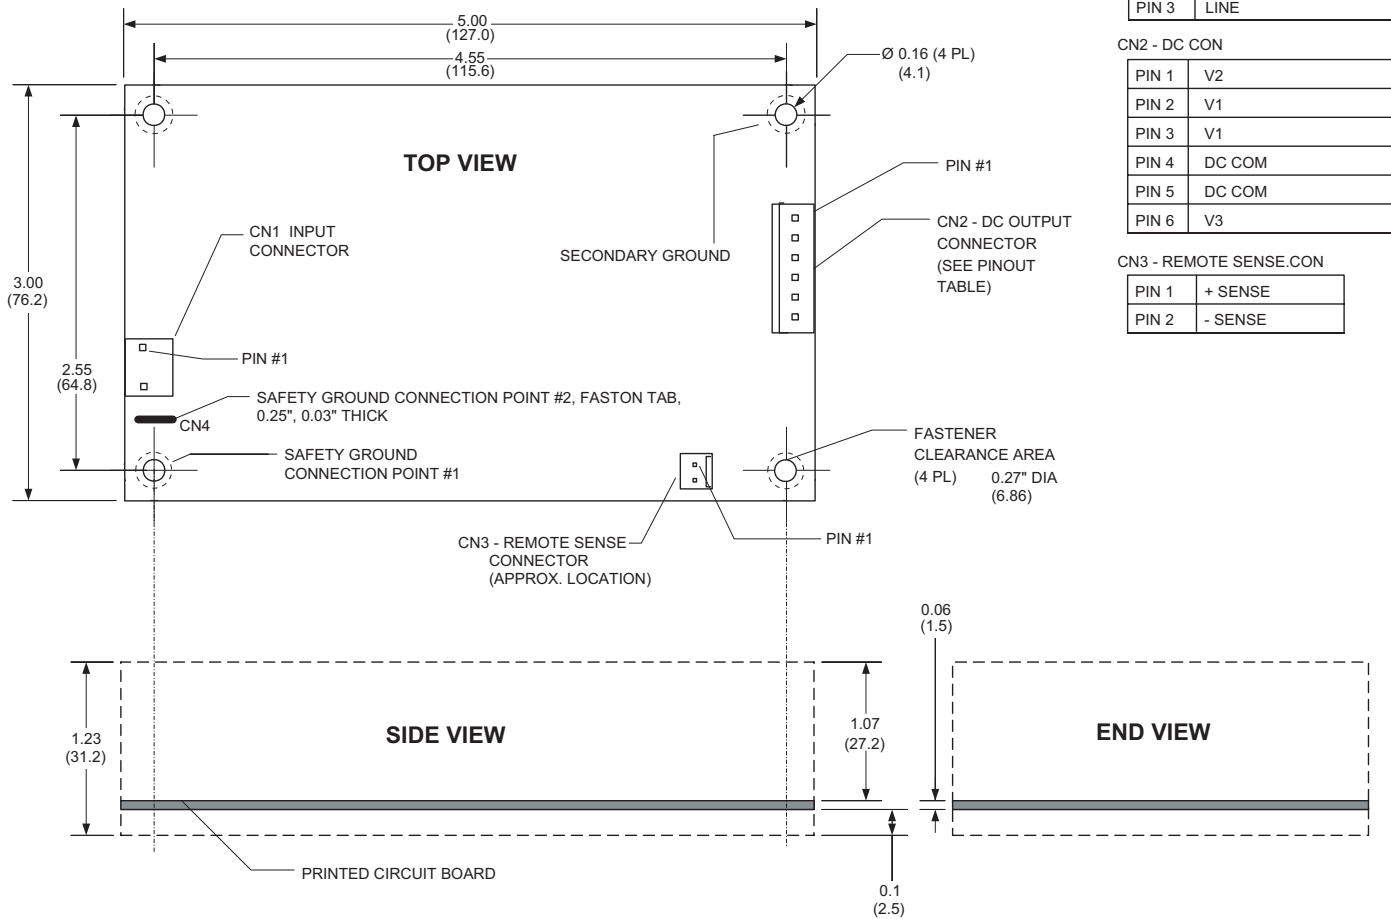 PIN 3 LINE
5.00
(127.0)
4.55
(115.6)
Ø 0.16 (4 PL)
(4.1)
CN2 - DC CON
PIN 1 V2
PIN 2 V1
PIN 3 V1
PIN 4 DC COM
PIN 5 DC COM
PIN 6 V3
CN3 - REMOTE SENSE.CON
PIN 1 + SENSE
PIN 2 - SENSE
TOP VIEW
PIN #1
CN1 INPUT
CONNECTOR
SECONDARY GROUND
CN2 - DC OUTPUT
CONNECTOR
(SEE PINOUT
TABLE)
3.00
(76.2)
2.55
(64.8)
PIN #1
SAFETY GROUND CONNECTION POINT #2, FASTON TAB,
0.25", 0.03" THICK
CN4
SAFETY GROUND
CONNECTION POINT #1
FASTENER
CLEARANCE AREA
(4 PL) 0.27" DIA
(6.86)
CN3 - REMOTE SENSE
CONNECTOR
(APPROX. LOCATION)
PIN #1
0.06
(1.5)
1.23
(31.2)
SIDE VIEW
1.07
(27.2)
END VIEW
PRINTED CIRCUIT BOARD
0.1
(2.5)